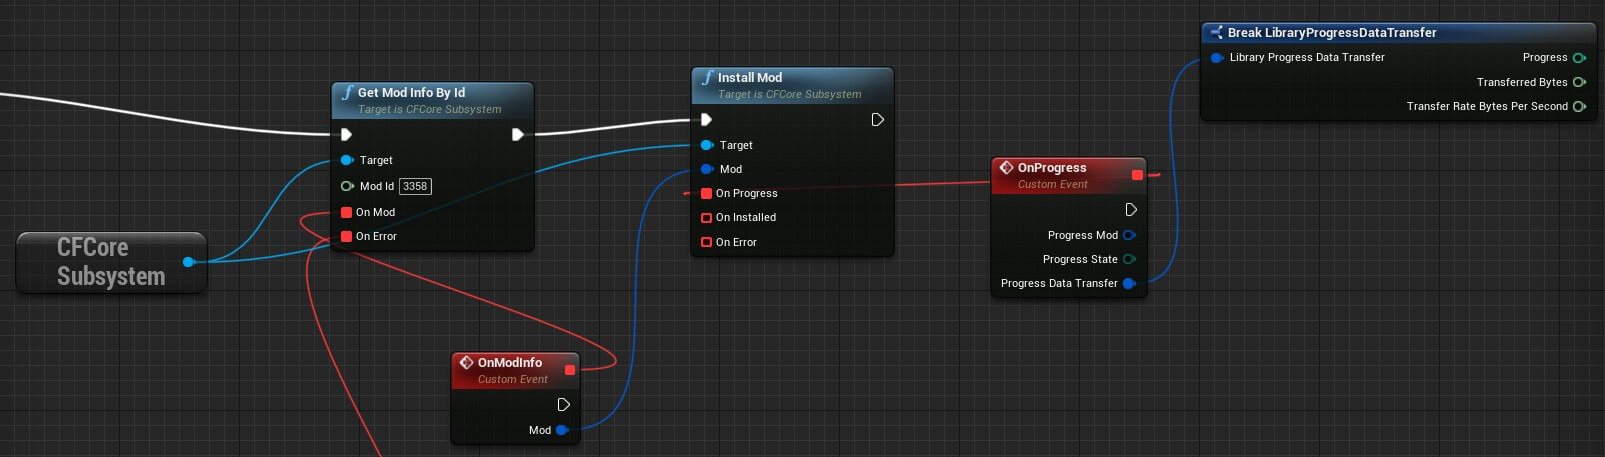 Break LibraryProgressDataTransfer
Library Progress Data Transfer
Progress
Transferred Bytes
Transfer Rate Bytes Per Second
Install Mod
Target is CFCore Subsystem
Target
Mod
On Progress
On Installed
On Error
Get Mod Info By Id
Target is CFCore Subsystem
Target
Mod Id 3358
On Mod
On Error
OnProgress
Custom Event
Progress Mod
Progress State
Progress Data Transfer
CFCore
Subsystem
OnModInfo
Custom Event
Mod